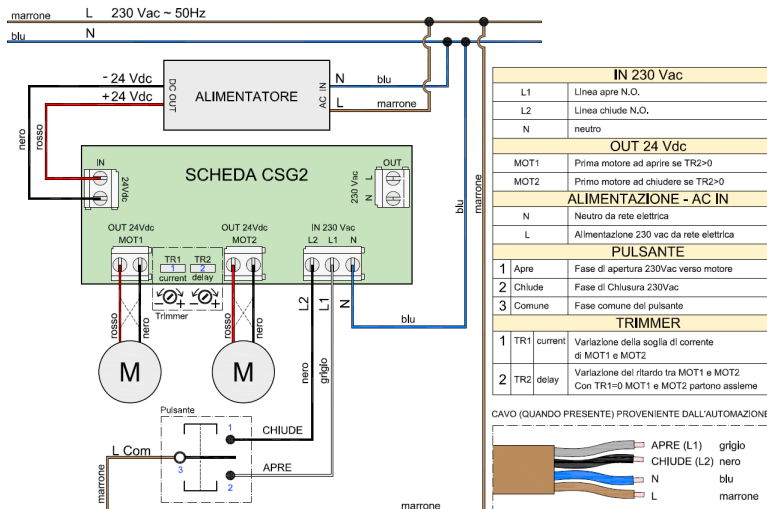 marrone L 230 Vac ~ 50Hz
blu N
- 24 Vdc
+24 Vdc
DC OUT
ALIMENTATORE
AC IN
N blu
L marrone
nero
rosso
IN
24Vdc
SCHEDA CSG2
OUT
230 Vac
L
N
blu
marrone
OUT 24Vdc
MOT1
TR1 TR2
1 2
current delay
OUT 24Vdc
MOT2
IN 230 Vac
L2 L1 N
- + - +
Trimmer
rosso
nero
rosso
nero
L2
L1
N
blu
M
M
nero
grigio
Pulsante
1 CHIUDE
L Com
3
APRE
2
marrone
marrone
IN 230 Vac
L1 Linea apre N.O.
L2 Linea chiude N.O.
N neutro
OUT 24 Vdc
MOT1 Prima motore ad aprire se TR2>0
MOT2 Primo motore ad chiudere se TR2>0
ALIMENTAZIONE - AC IN
N Neutro da rete elettrica
L Alimentazione 230 vac da rete elettrica
PULSANTE
1 Apre Fase di apertura 230Vac verso motore
2 Chiude Fase di Chiusura 230Vac
3 Comune Fase comune del pulsante
TRIMMER
1 TR1 current Variazione della soglia di corrente
di MOT1 e MOT2
2 TR2 delay Variazione del ritardo tra MOT1 e MOT2
Con TR1=0 MOT1 e MOT2 partono assieme
CAVO (QUANDO PRESENTE) PROVENIENTE DALL'AUTOMAZIONE
APRE (L1) grigio
CHIUDE (L2) nero
N blu
L marrone